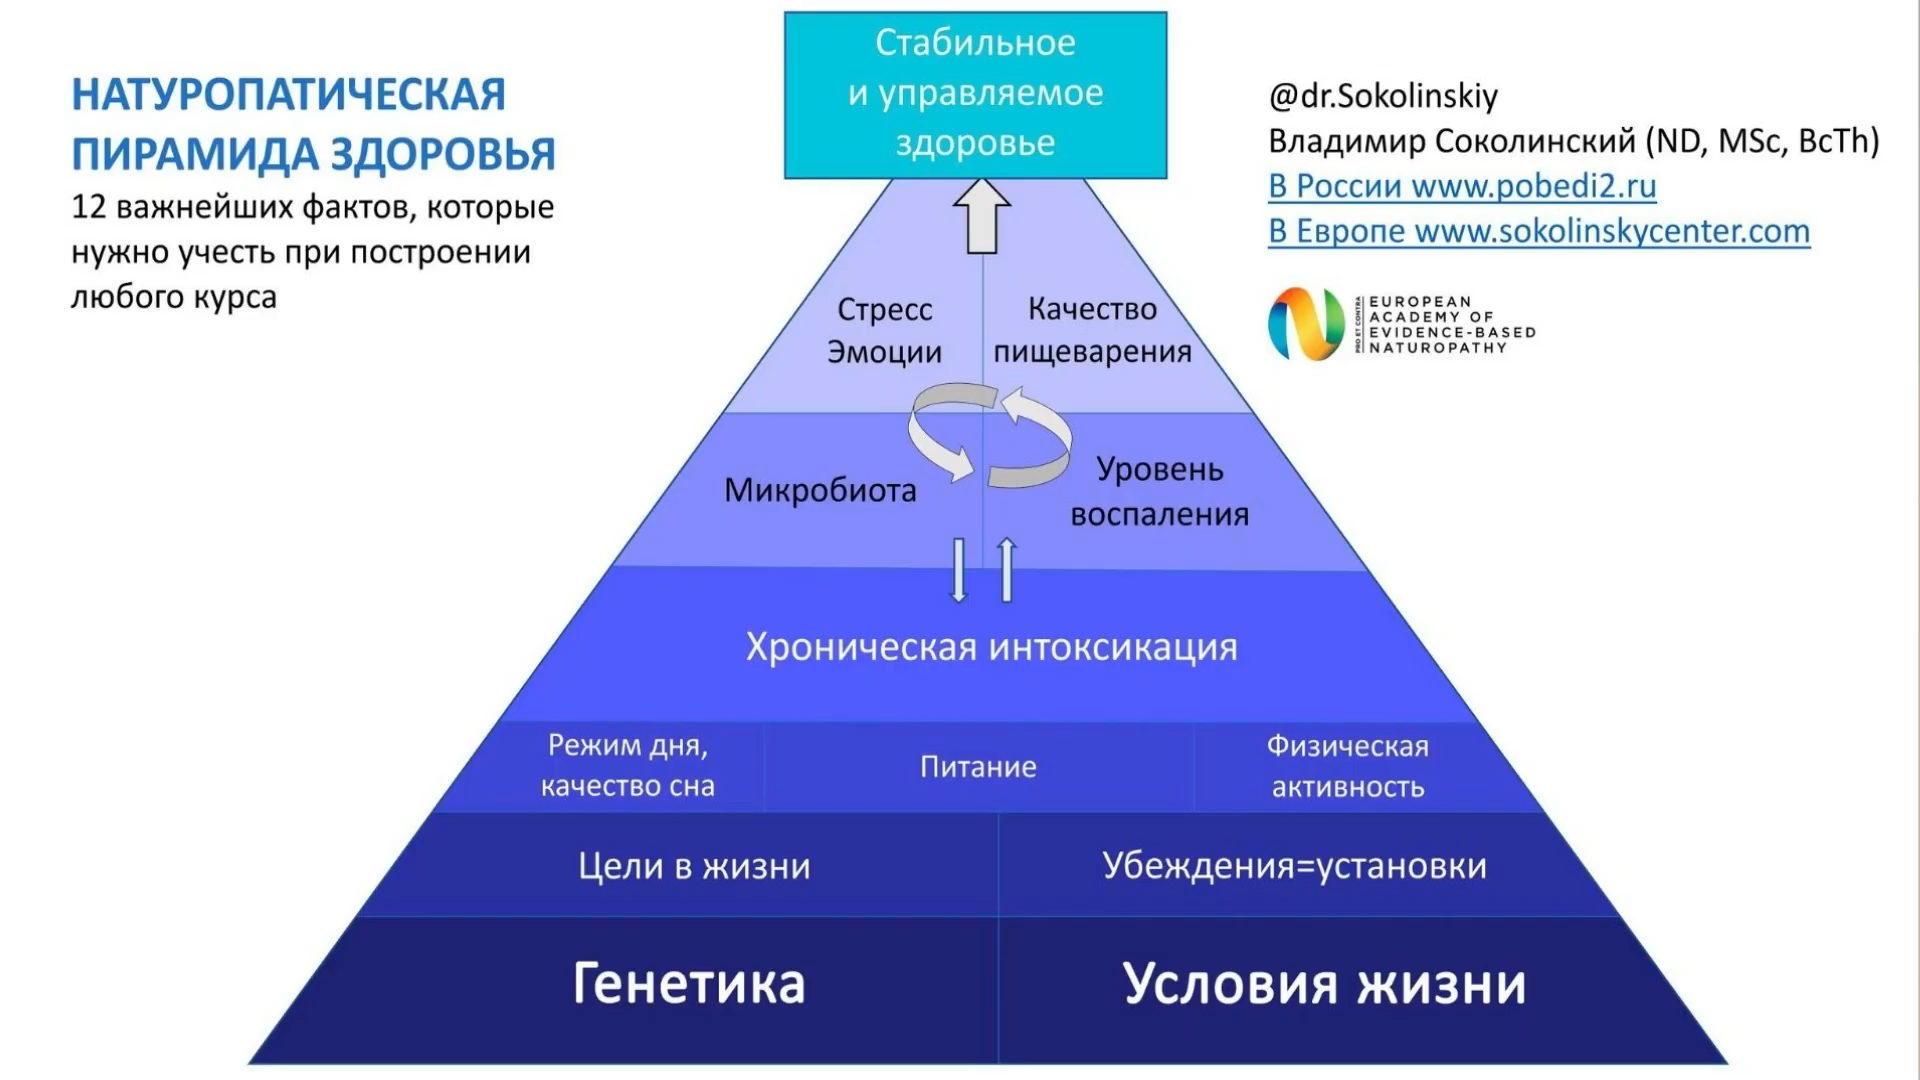 НАТУРОПАТИЧЕСКАЯ
ПИРАМИДА ЗДОРОВЬЯ
12 важнейших фактов, которые
нужно учесть при построении
любого курса
Стабильное
и управляемое
здоровье
@dr.Sokolinskiy
Владимир Соколинский (ND, MSc, BcTh)
В России www.pobedi2.ru
В Европе www.sokolinskycenter.com
PRO ET CONTRA
EUROPEAN
ACADEMY OF
EVIDENCE-BASED
NATUROPATHY
Стресс
Эмоции
Качество
пищеварения
Микробиота
Уровень
воспаления
Хроническая интоксикация
Режим дня,
качество сна
Питание
Физическая
активность
Цели в жизни
Убеждения=установки
Генетика
Условия жизни